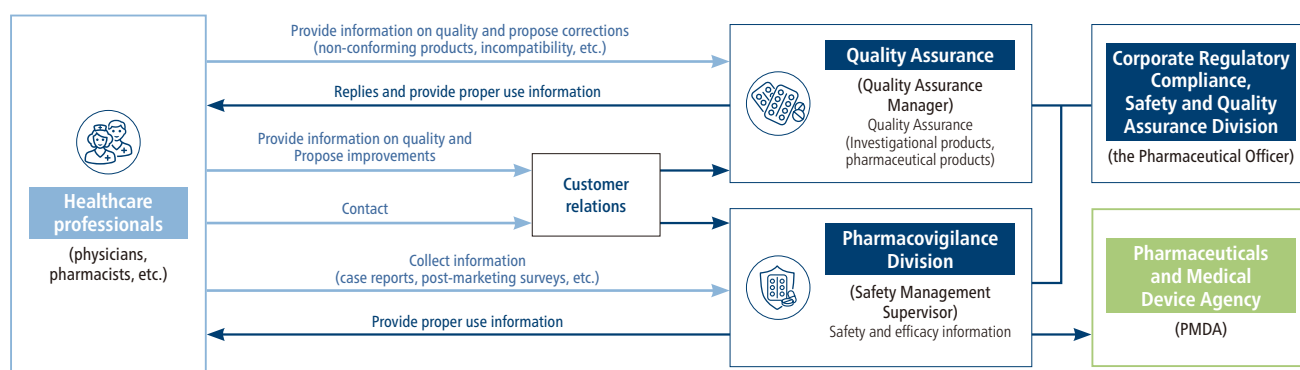 Healthcare
professionals
(physicians,
pharmacists, etc.)
Provide information on quality and propose corrections
(non-conforming products, incompatibility, etc.)
Replies and provide proper use information
Provide information on quality and
Propose improvements
Contact
Collect information
(case reports, post-marketing surveys, etc.)
Provide proper use information
Customer
relations
Quality Assurance
(Quality Assurance
Manager)
Quality Assurance
(Investigational products,
pharmaceutical products)
Pharmacovigilance
Division
(Safety Management
Supervisor)
Safety and efficacy information
Corporate Regulatory
Compliance,
Safety and Quality
Assurance Division
(the Pharmaceutical Officer)
Pharmaceuticals
and Medical
Device Agency
(PMDA)